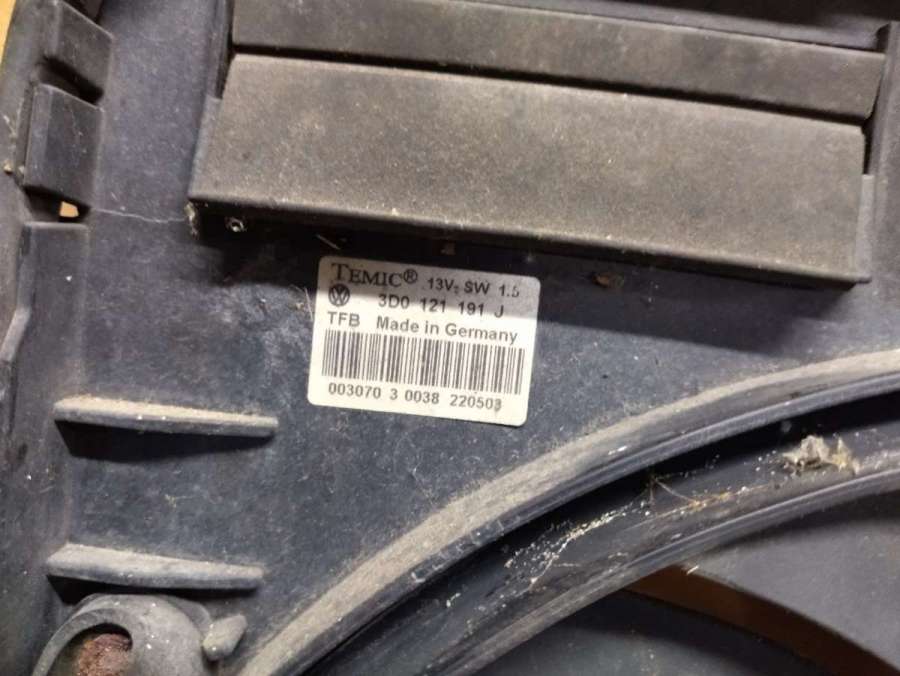 TEMIC® 13V; SW 1.5
3D0 121 191 J
TFB Made in Germany
003070 3 0038 220503